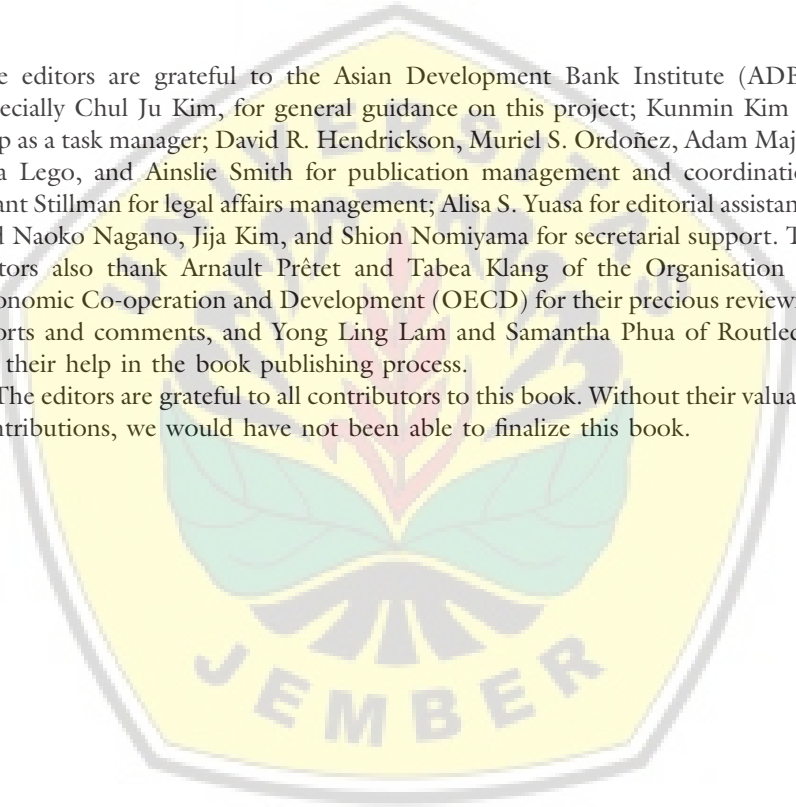 e editors are grateful to the Asian Development Bank Institute (ADB
ecially Chul Ju Kim, for general guidance on this project; Kunmin Kim
p as a task manager; David R. Hendrickson, Muriel S. Ordoñez, Adam Maj
a Lego, and Ainslie Smith for publication management and coordinatio
ant Stillman for legal affairs management; Alisa S. Yuasa for editorial assistan
d Naoko Nagano, Jija Kim, and Shion Nomiyama for secretarial support. T
tors also thank Arnault Prêtet and Tabea Klang of the Organisation
onomic Co-operation and Development (OECD) for their precious review
orts and comments, and Yong Ling Lam and Samantha Phua of Routled
their help in the book publishing process.
The editors are grateful to all contributors to this book. Without their valua
ntributions, we would have not been able to finalize this book.
UNIVERSITAS
JEMBER